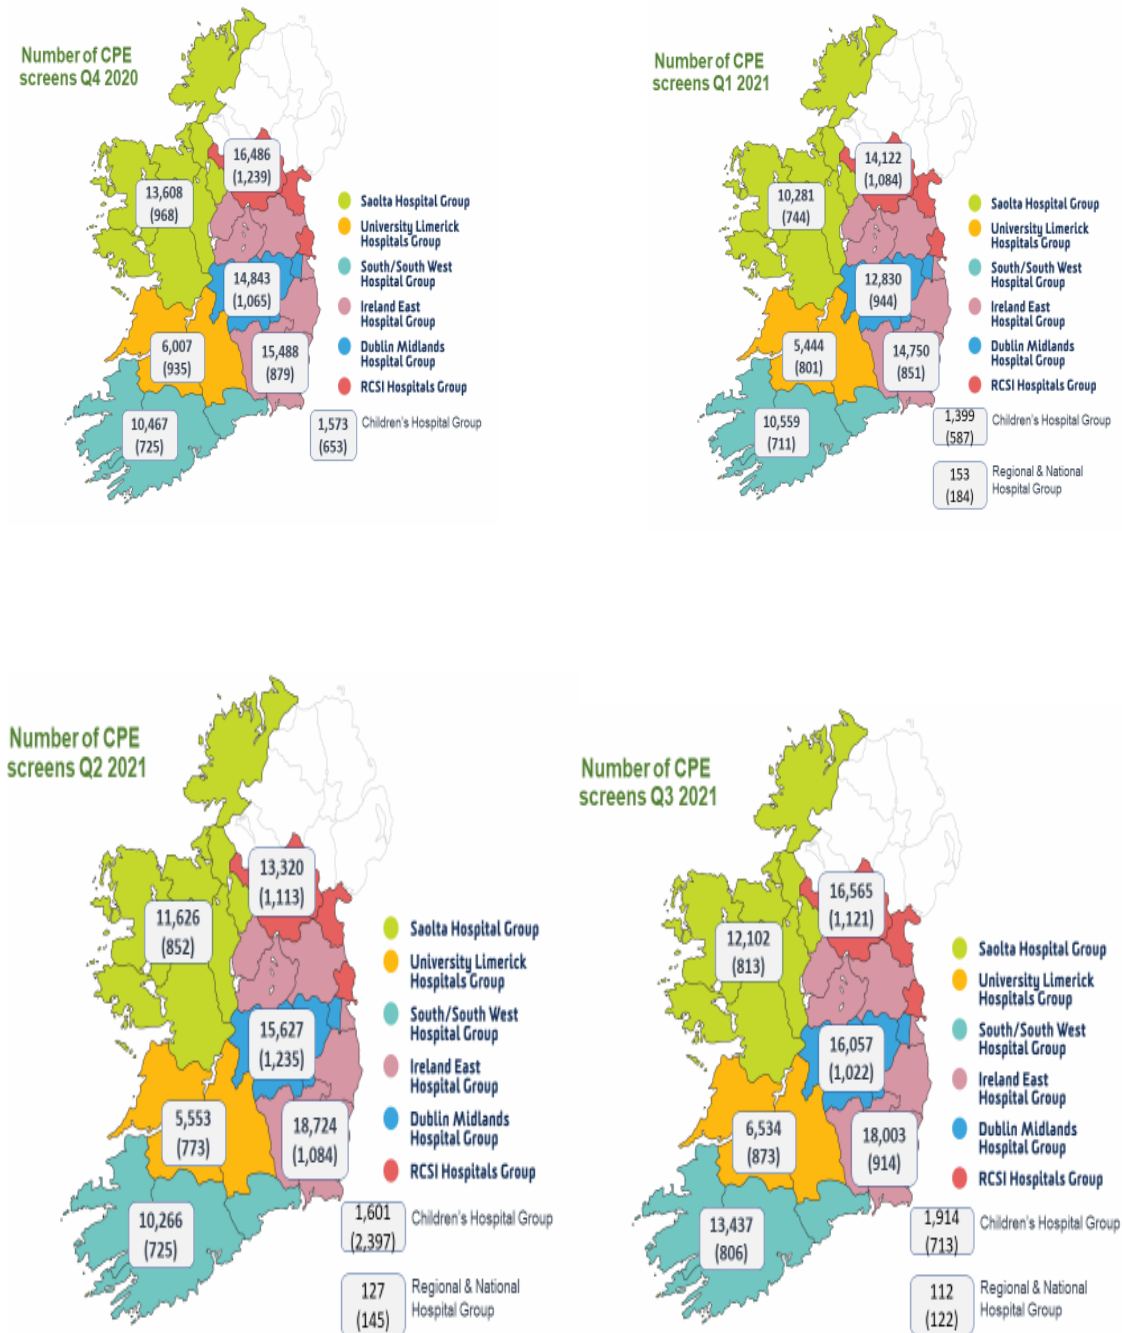 Number of CPE
screens Q4 2020
16,486
(1,239)
13,608
(968)
14,843
(1,065)
6,007
(935)
15,488
(879)
10,467
(725)
Saolta Hospital Group
University Limerick
Hospitals Group
South/South West
Hospital Group
Ireland East
Hospital Group
Dublin Midlands
Hospital Group
RCSI Hospitals Group
1,573
(653)
Children's Hospital Group
Number of CPE
screens Q1 2021
14,122
(1,084)
10,281
(744)
12,830
(944)
5,444
(801)
14,750
(851)
10,559
(711)
Saolta Hospital Group
University Limerick
Hospitals Group
South/South West
Hospital Group
Ireland East
Hospital Group
Dublin Midlands
Hospital Group
RCSI Hospitals Group
1,399
(587)
Children's Hospital Group
153
(184)
Regional & National
Hospital Group
Number of CPE
screens Q2 2021
13,320
(1,113)
11,626
(852)
15,627
(1,235)
5,553
(773)
18,724
(1,084)
10,266
(725)
Saolta Hospital Group
University Limerick
Hospitals Group
South/South West
Hospital Group
Ireland East
Hospital Group
Dublin Midlands
Hospital Group
RCSI Hospitals Group
1,601
(2,397)
Children's Hospital Group
127
(145)
Regional & National
Hospital Group
Number of CPE
screens Q3 2021
16,565
(1,121)
12,102
(813)
16,057
(1,022)
6,534
(873)
18,003
(914)
13,437
(806)
Saolta Hospital Group
University Limerick
Hospitals Group
South/South West
Hospital Group
Ireland East
Hospital Group
Dublin Midlands
Hospital Group
RCSI Hospitals Group
1,914
(713)
Children's Hospital Group
112
(122)
Regional & National
Hospital Group